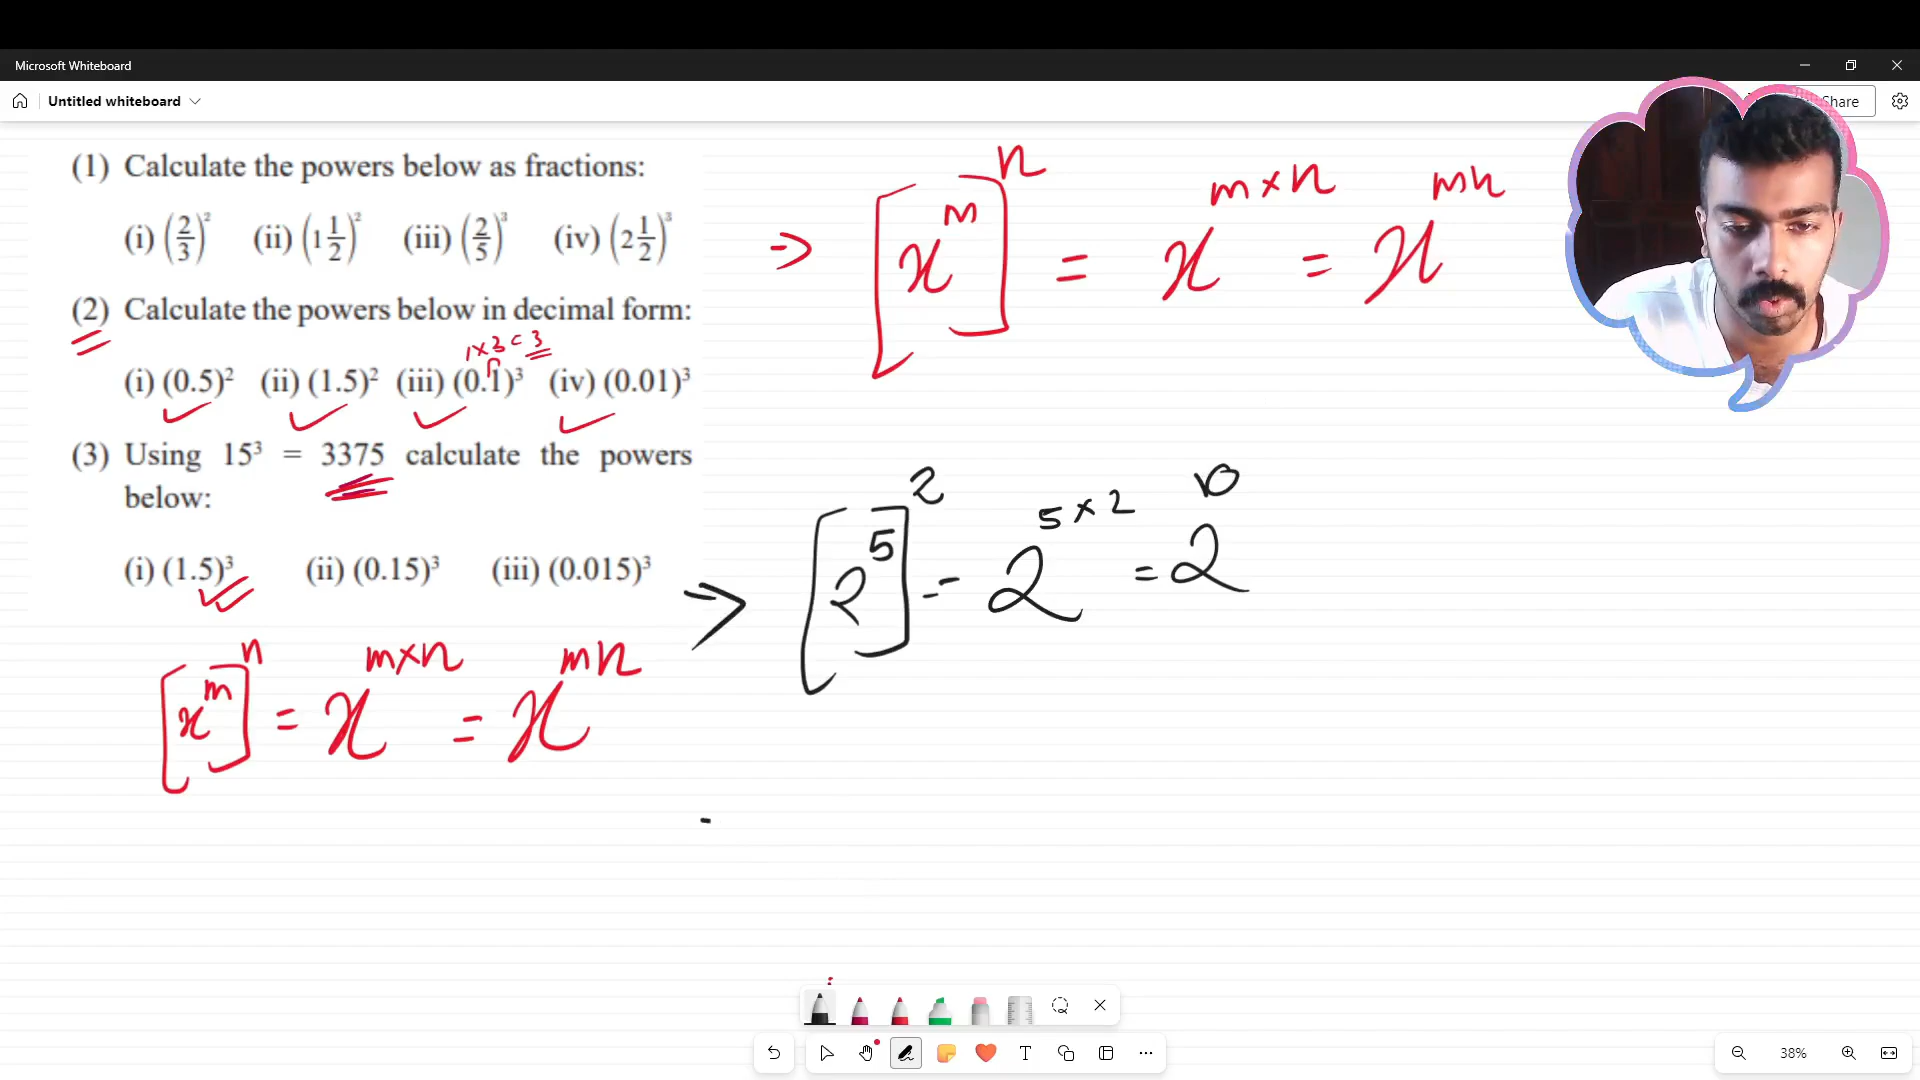 Microsoft Whiteboard
Untitled whiteboard
Share
(1) Calculate the powers below as fractions:
(i) (2/3)² (ii) (1 1/2)² (iii) (2/5)³ (iv) (2 1/2)³
(2) Calculate the powers below in decimal form:
1×3=3
(i) (0.5)² (ii) (1.5)² (iii) (0.1)³ (iv) (0.01)³
(3) Using 15³ = 3375 calculate the powers
below:
(i) (1.5)³ (ii) (0.15)³ (iii) (0.015)³
[x^m]^n = x^(m×n) = x^(mn)
=> [x^m]^n = x^(m×n) = x^(mn)
=> [2^5]^2 = 2^(5×2) = 2^10
38%